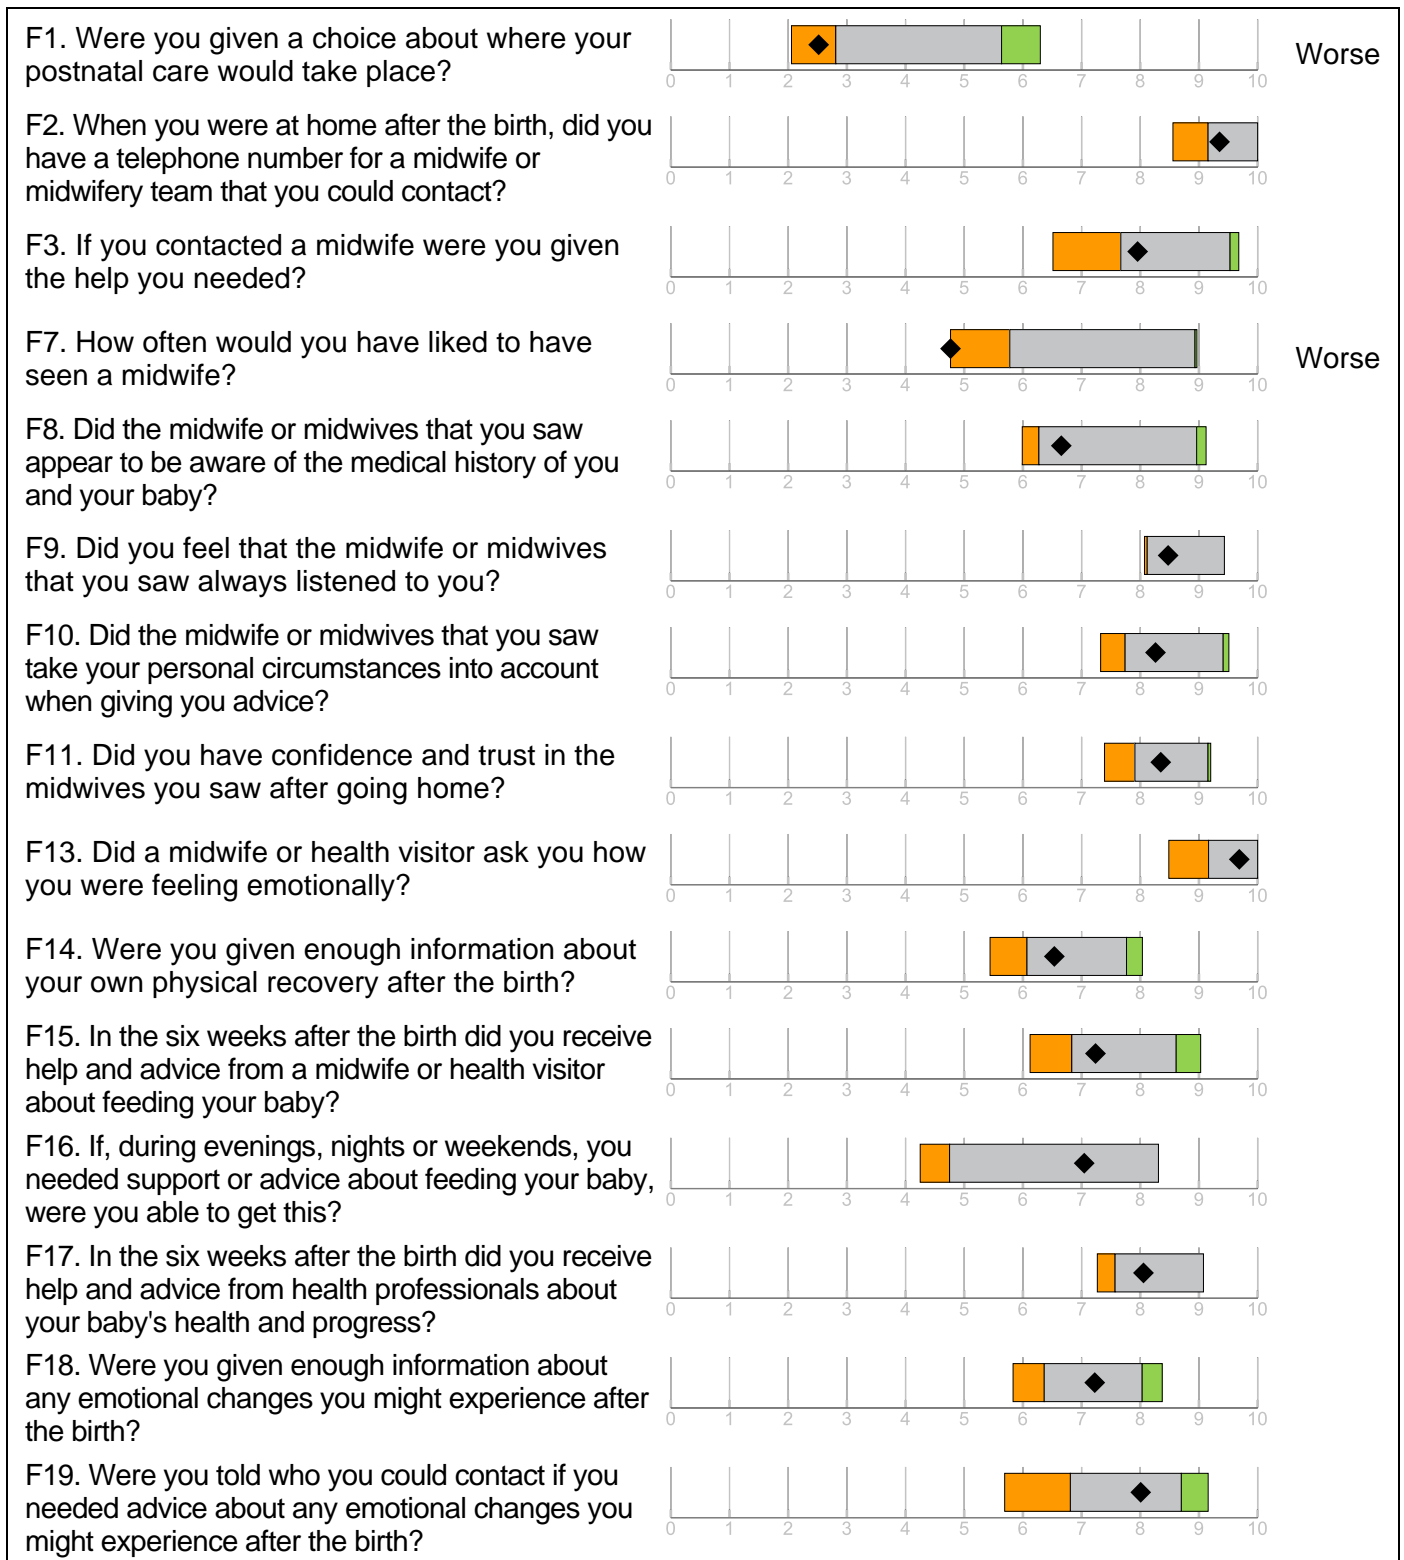 F1. Were you given a choice about where your
postnatal care would take place?
Worse
0 1 2 3 4 5 6 7 8 9 10
F2. When you were at home after the birth, did you
have a telephone number for a midwife or
midwifery team that you could contact?
0 1 2 3 4 5 6 7 8 9 10
F3. If you contacted a midwife were you given
the help you needed?
0 1 2 3 4 5 6 7 8 9 10
F7. How often would you have liked to have
seen a midwife?
Worse
0 1 2 3 4 5 6 7 8 9 10
F8. Did the midwife or midwives that you saw
appear to be aware of the medical history of you
and your baby?
0 1 2 3 4 5 6 7 8 9 10
F9. Did you feel that the midwife or midwives
that you saw always listened to you?
0 1 2 3 4 5 6 7 8 9 10
F10. Did the midwife or midwives that you saw
take your personal circumstances into account
when giving you advice?
0 1 2 3 4 5 6 7 8 9 10
F11. Did you have confidence and trust in the
midwives you saw after going home?
0 1 2 3 4 5 6 7 8 9 10
F13. Did a midwife or health visitor ask you how
you were feeling emotionally?
0 1 2 3 4 5 6 7 8 9 10
F14. Were you given enough information about
your own physical recovery after the birth?
0 1 2 3 4 5 6 7 8 9 10
F15. In the six weeks after the birth did you receive
help and advice from a midwife or health visitor
about feeding your baby?
0 1 2 3 4 5 6 7 8 9 10
F16. If, during evenings, nights or weekends, you
needed support or advice about feeding your baby,
were you able to get this?
0 1 2 3 4 5 6 7 8 9 10
F17. In the six weeks after the birth did you receive
help and advice from health professionals about
your baby's health and progress?
0 1 2 3 4 5 6 7 8 9 10
F18. Were you given enough information about
any emotional changes you might experience after
the birth?
0 1 2 3 4 5 6 7 8 9 10
F19. Were you told who you could contact if you
needed advice about any emotional changes you
might experience after the birth?
0 1 2 3 4 5 6 7 8 9 10